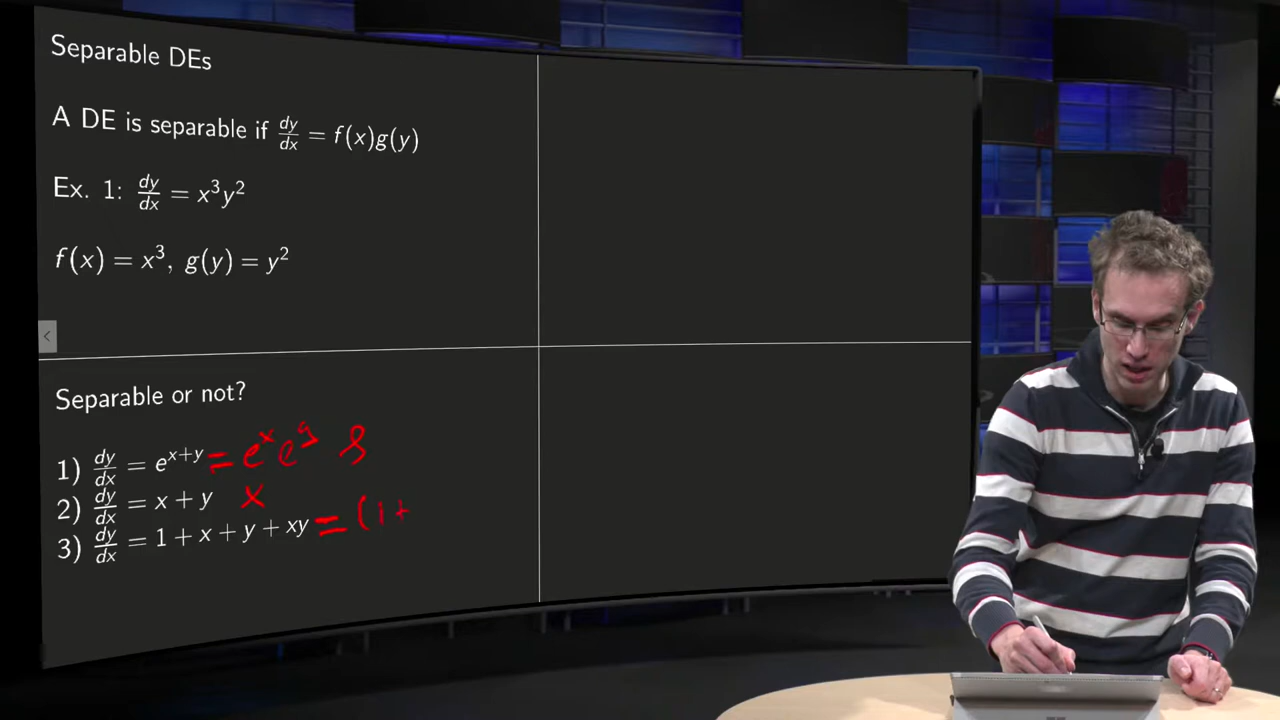 Separable DEs
A DE is separable if dy/dx = f(x)g(y)
Ex. 1: dy/dx = x³y²
f(x) = x³, g(y) = y²
Separable or not?
1) dy/dx = e^(x+y) = e^x e^y
2) dy/dx = x + y x
3) dy/dx = 1 + x + y + xy = (1+